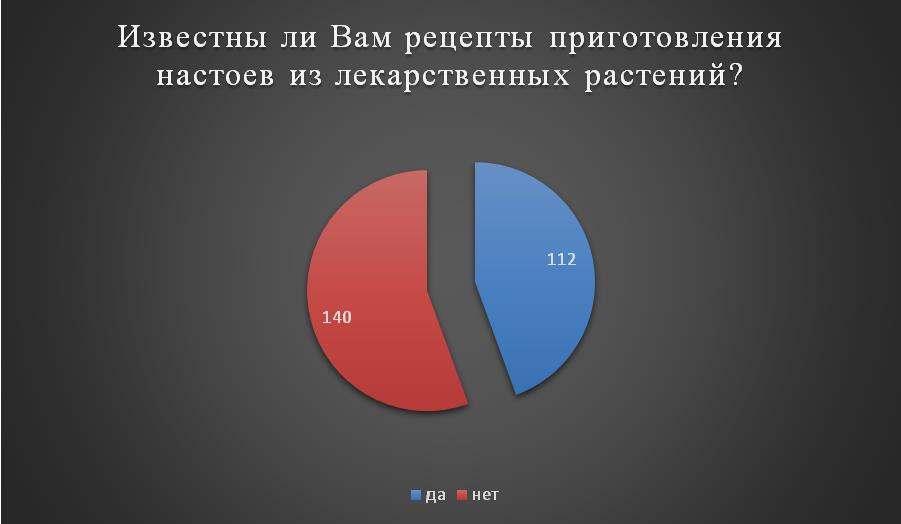 Известны ли Вам рецепты приготовления
настоев из лекарственных растений?
112
140
да нет